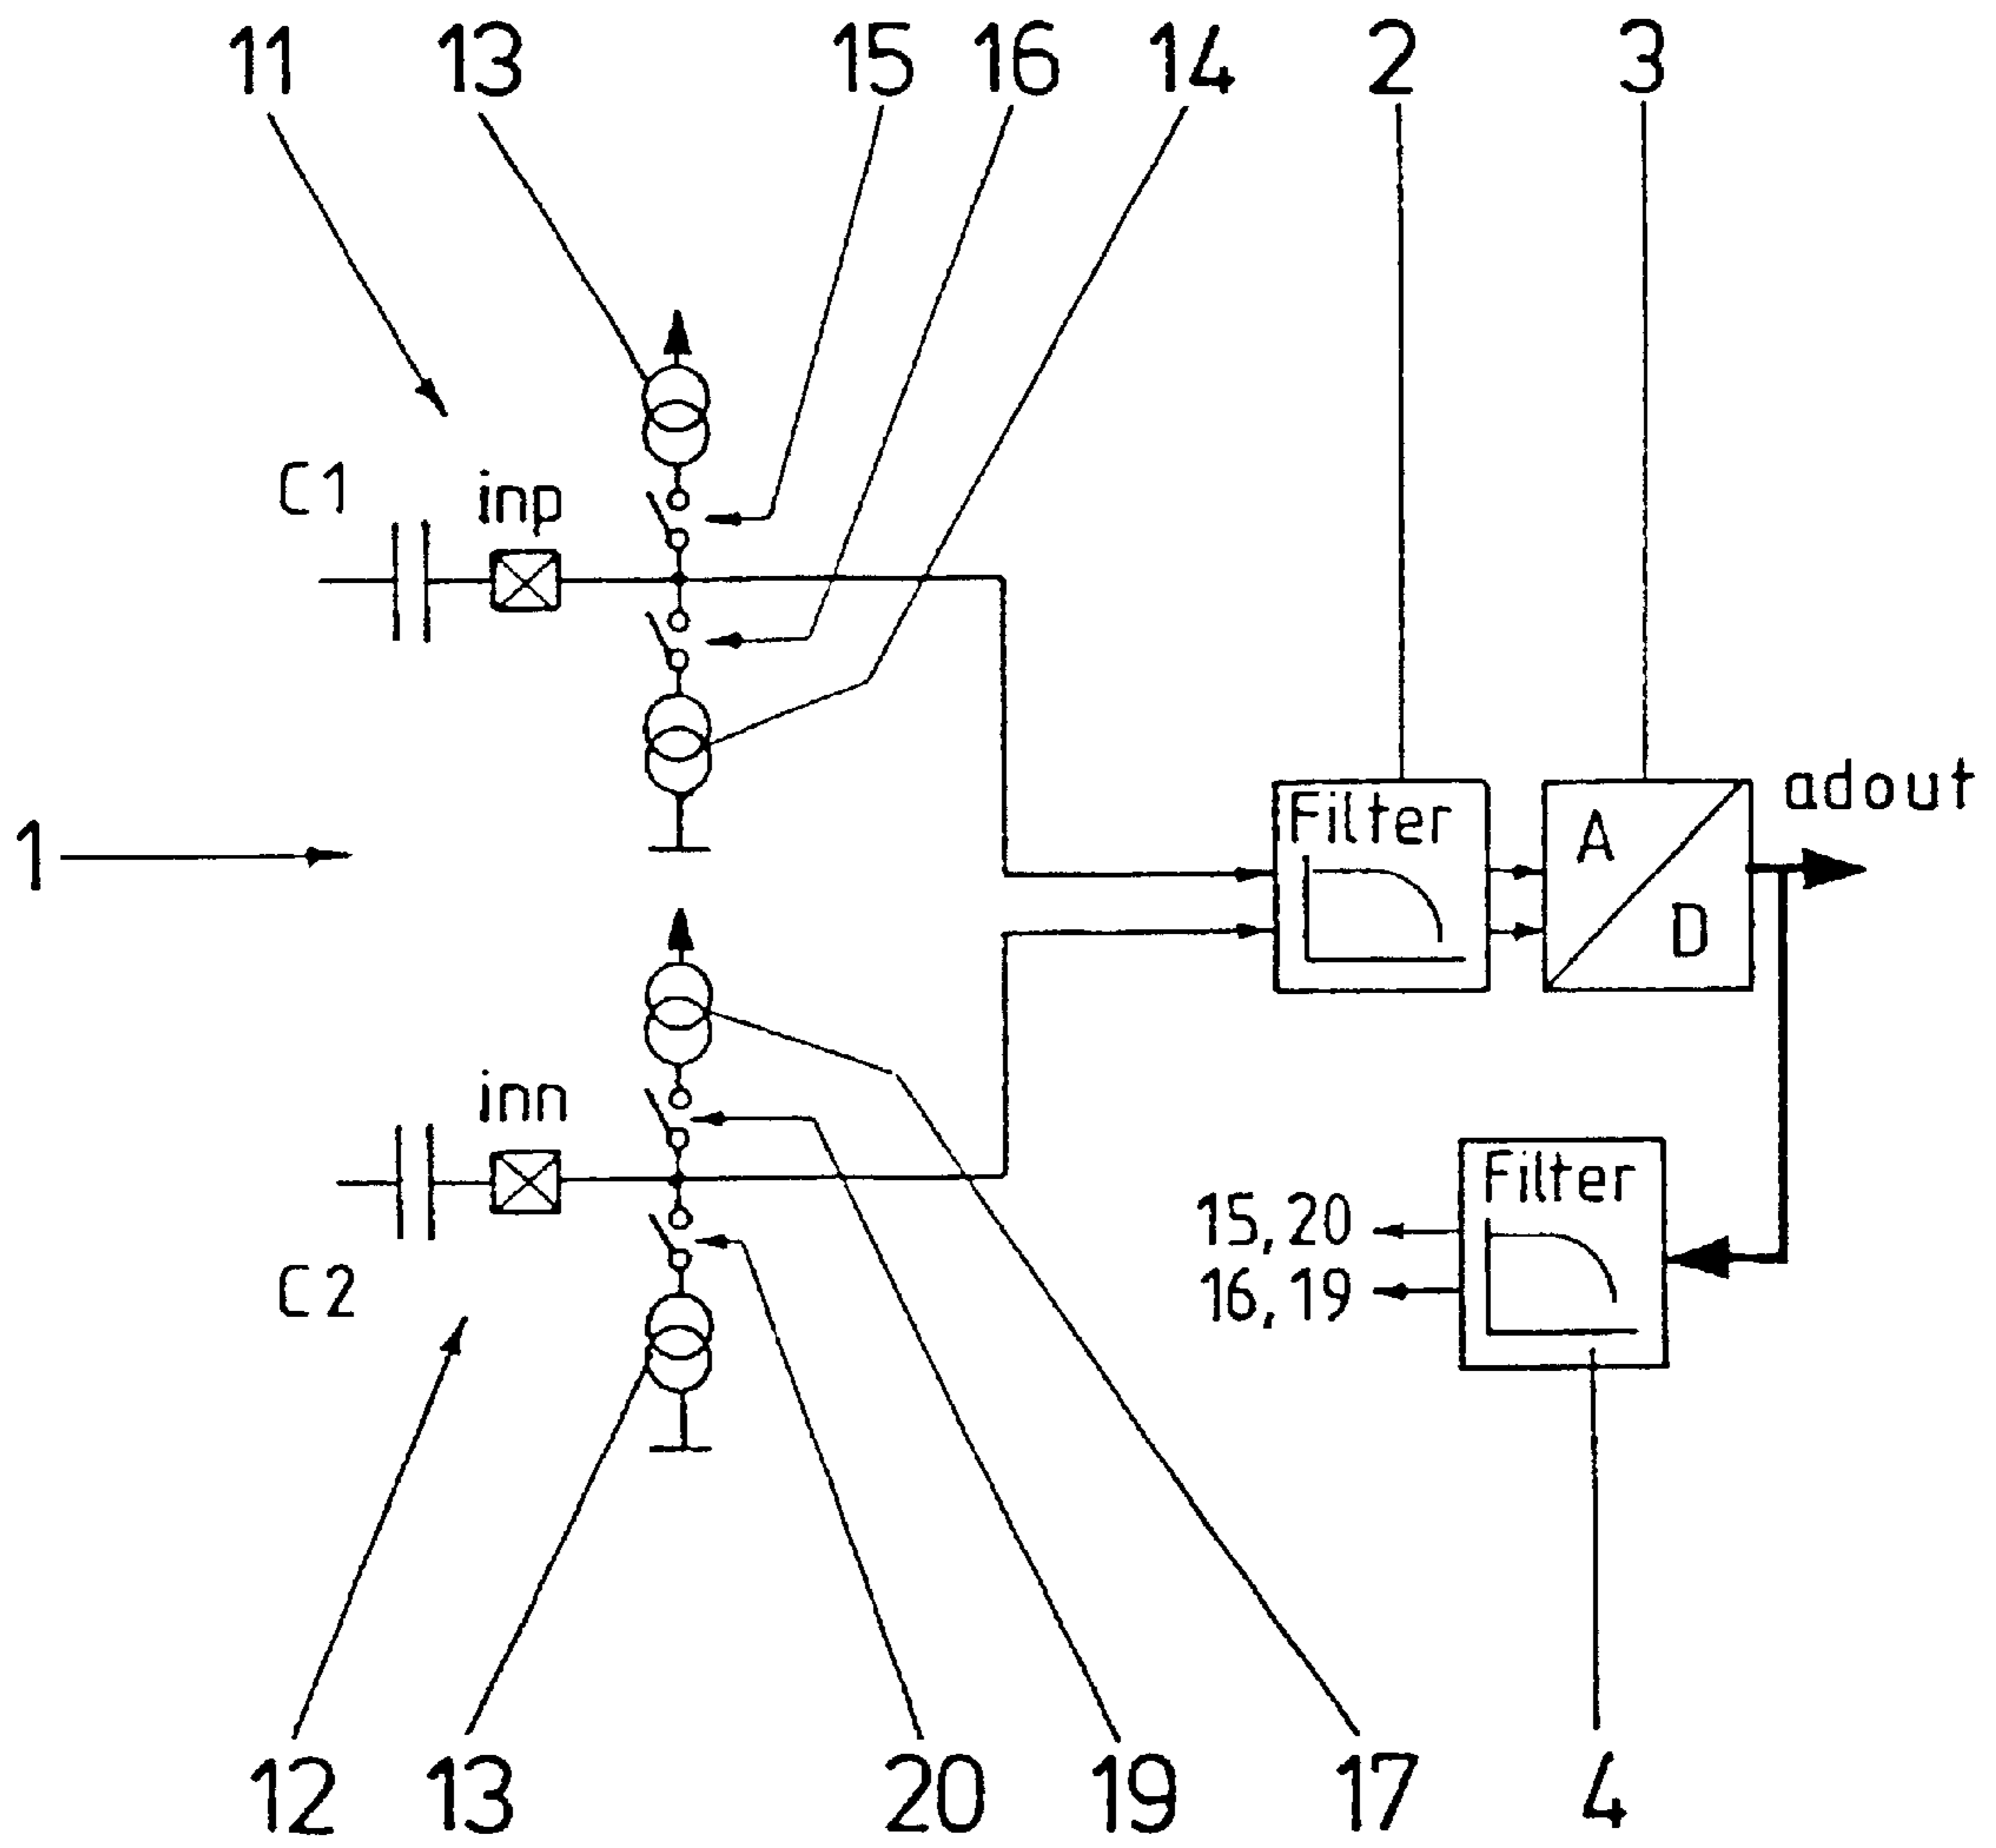 11 13 15 16 14 2 3
C1 inp
1
Filter A D adout
inn
C2
Filter
15, 20
16, 19
12 13 20 19 17 4